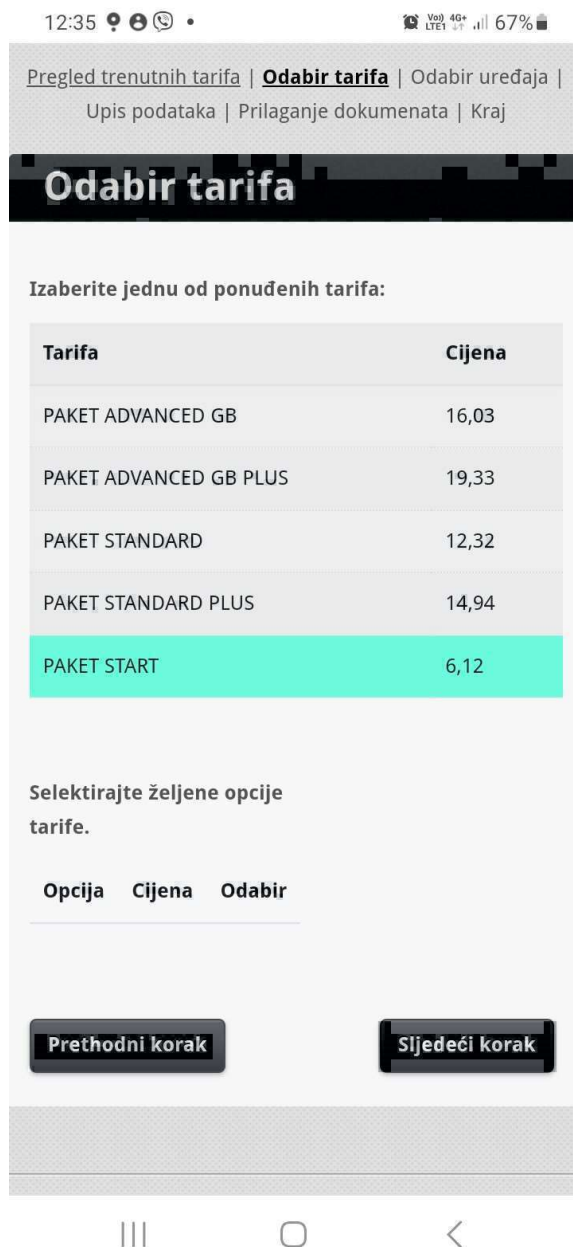 12:35
Vo)) 4G+ LTE1 67%
Pregled trenutnih tarifa | Odabir tarifa | Odabir uređaja |
Upis podataka | Prilaganje dokumenata | Kraj
Odabir tarifa
Izaberite jednu od ponuđenih tarifa:
Tarifa Cijena
PAKET ADVANCED GB 16,03
PAKET ADVANCED GB PLUS 19,33
PAKET STANDARD 12,32
PAKET STANDARD PLUS 14,94
PAKET START 6,12
Selektirajte željene opcije
tarife.
Opcija Cijena Odabir
Prethodni korak Sljedeći korak